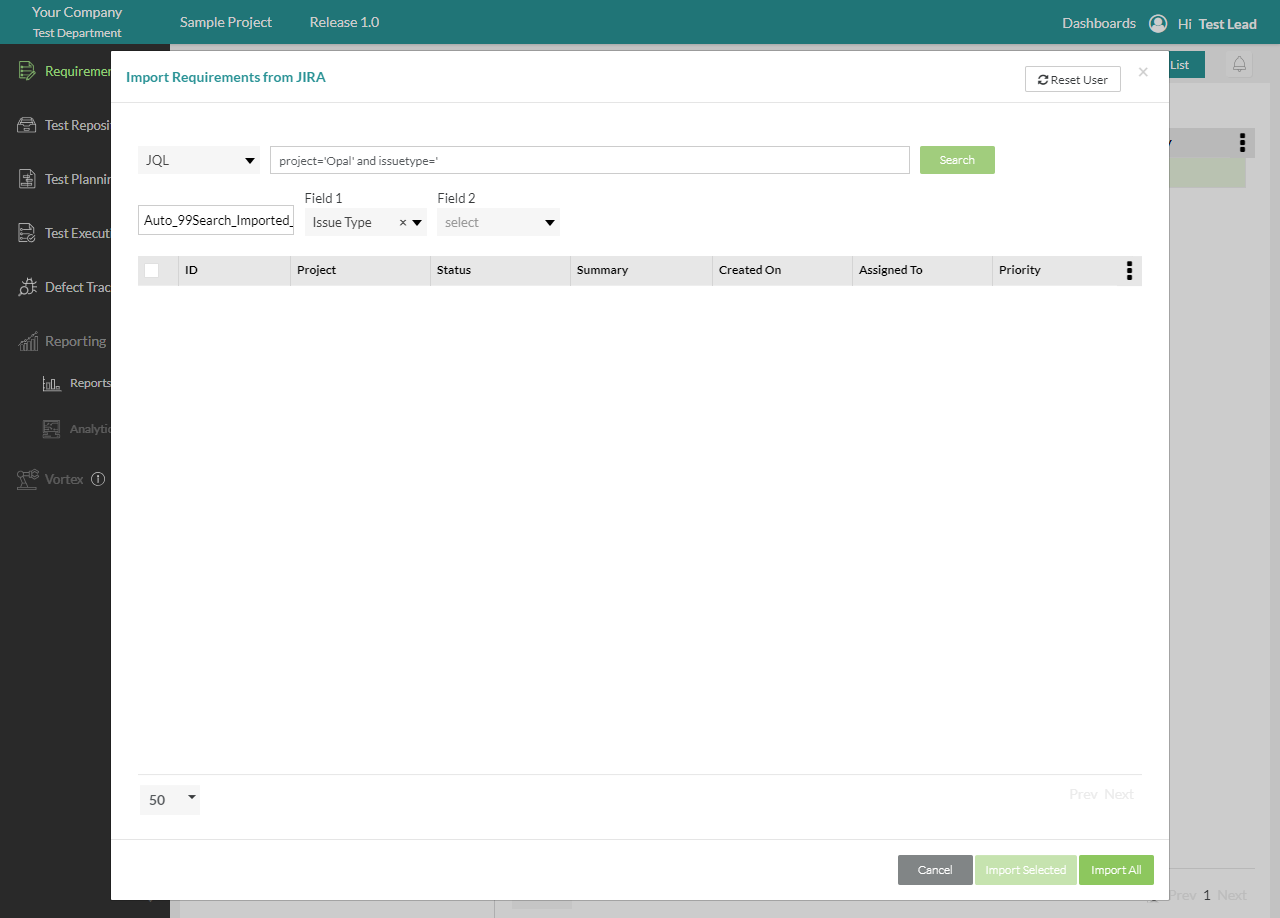 Your Company
Test Department
Sample Project
Release 1.0
Dashboards
Hi Test Lead
Import Requirements from JIRA
Reset User
×
List
JQL
project='Opal' and issuetype='
Search
Field 1
Field 2
Auto_99Search_Imported_
Issue Type × 
select
ID
Project
Status
Summary
Created On
Assigned To
Priority
Requiremen
Test Reposi
Test Plannin
Test Execut
Defect Trac
Reporting
Reports
Analytic
Vortex
50
Prev Next
Cancel
Import Selected
Import All
Prev 1 Next